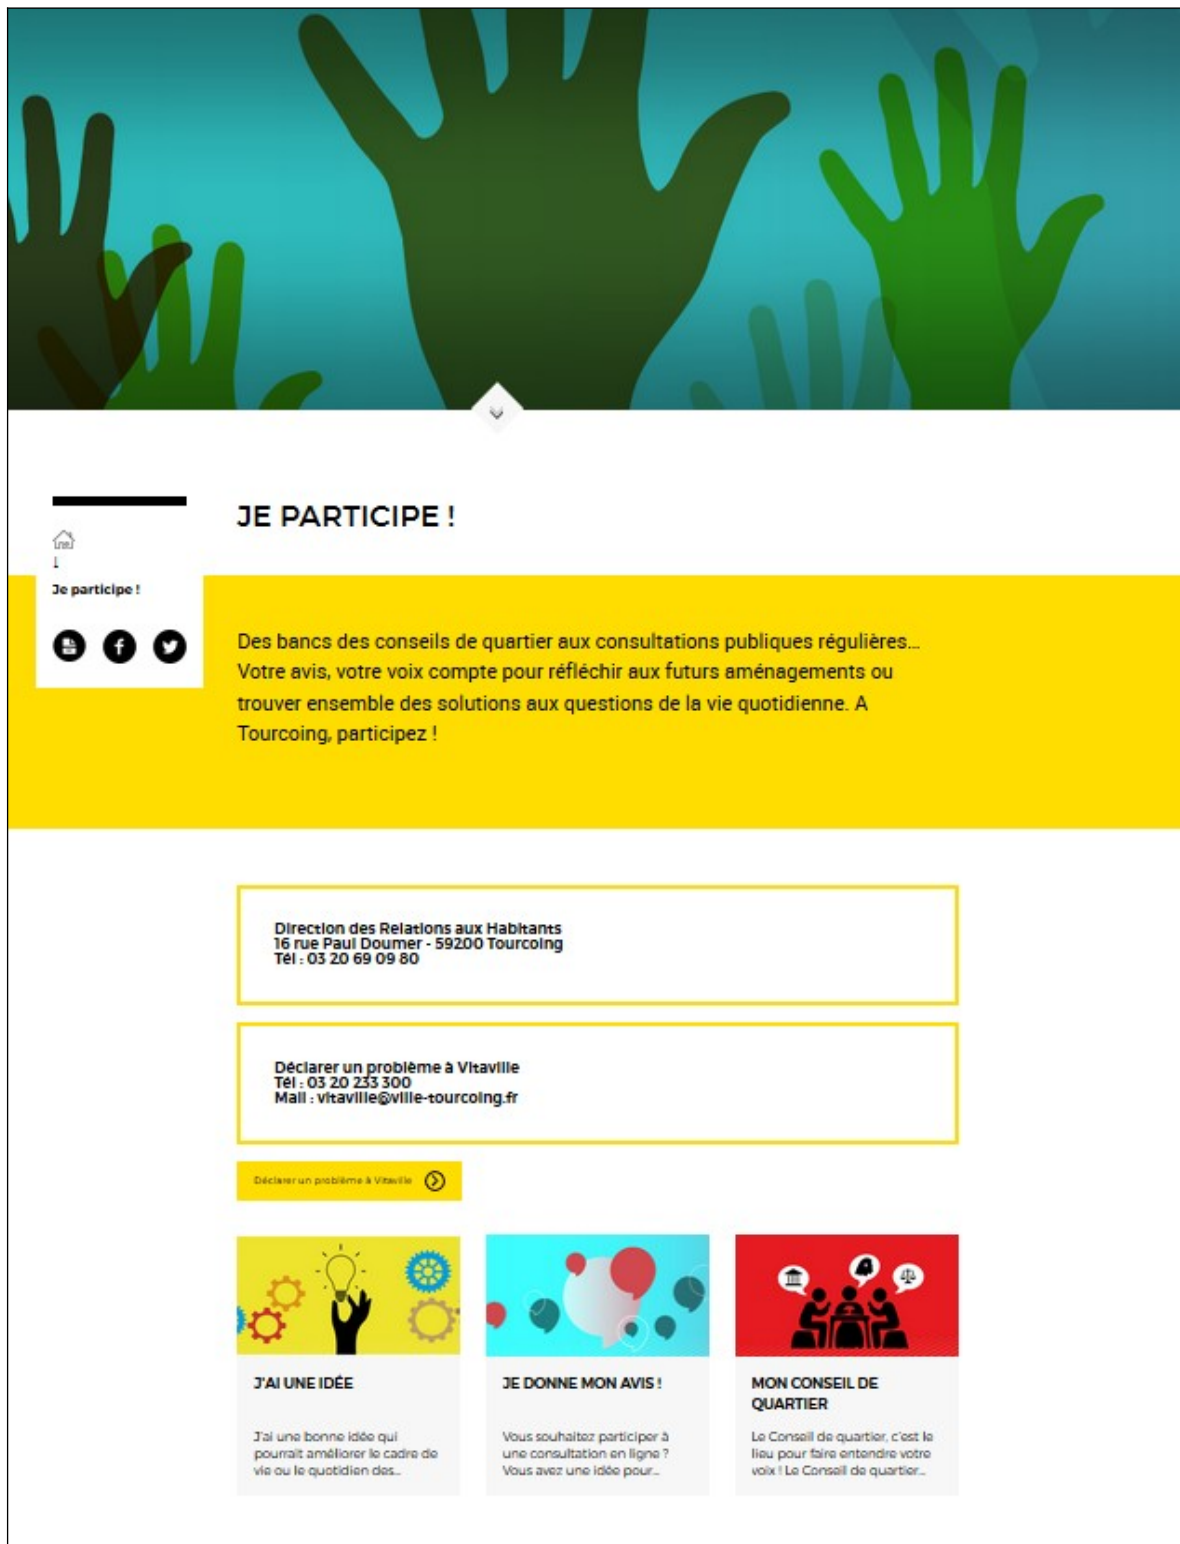 JE PARTICIPE !
Je participe !
Des bancs des conseils de quartier aux consultations publiques régulières...
Votre avis, votre voix compte pour réfléchir aux futurs aménagements ou
trouver ensemble des solutions aux questions de la vie quotidienne. A
Tourcoing, participez !
Direction des Relations aux Habitants
16 rue Paul Doumer - 59200 Tourcoing
Tél : 03 20 69 09 80
Déclarer un problème à Vitaville
Tél : 03 20 233 300
Mail : vitaville@ville-tourcoing.fr
Déclarer un problème à Vitaville
J'AI UNE IDÉE
J'ai une bonne idée qui
pourrait améliorer le cadre de
vie ou le quotidien des...
JE DONNE MON AVIS !
Vous souhaitez participer à
une consultation en ligne ?
Vous avez une idée pour...
MON CONSEIL DE
QUARTIER
Le Conseil de quartier, c'est le
lieu pour faire entendre votre
voix ! Le Conseil de quartier...